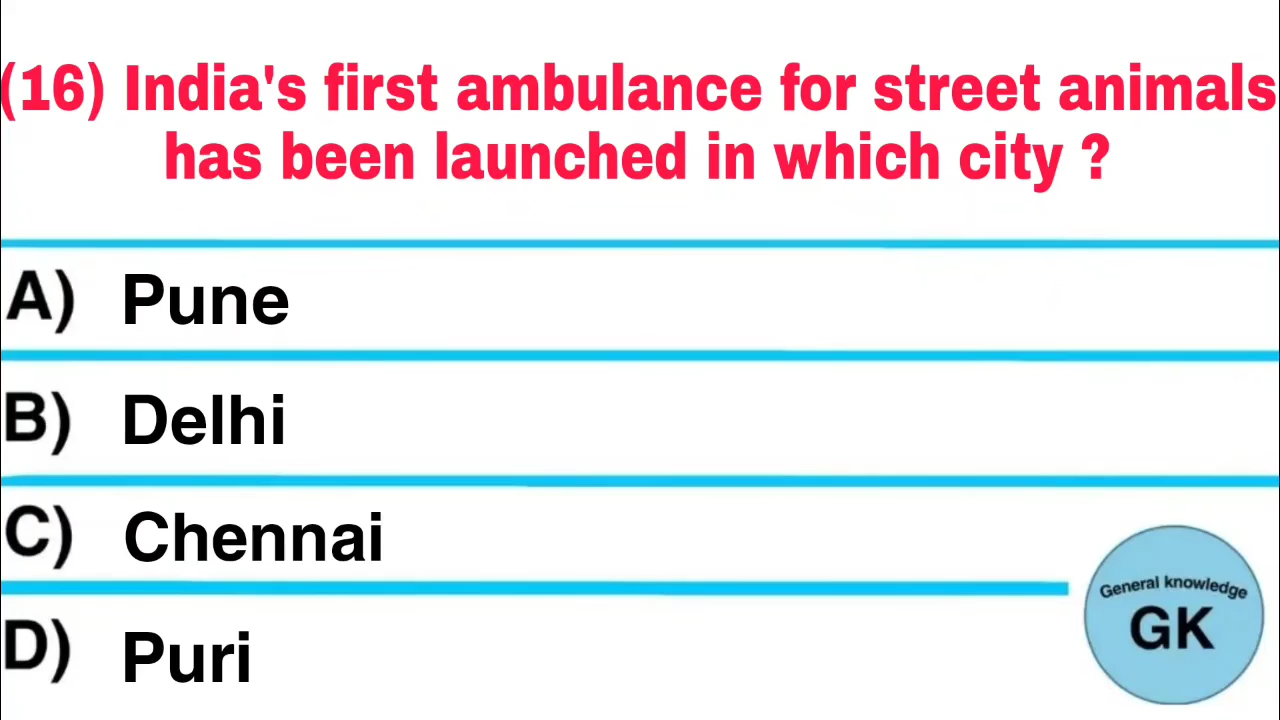 (16) India's first ambulance for street animals
has been launched in which city ?
A) Pune
B) Delhi
C) Chennai
D) Puri
General knowledge
GK